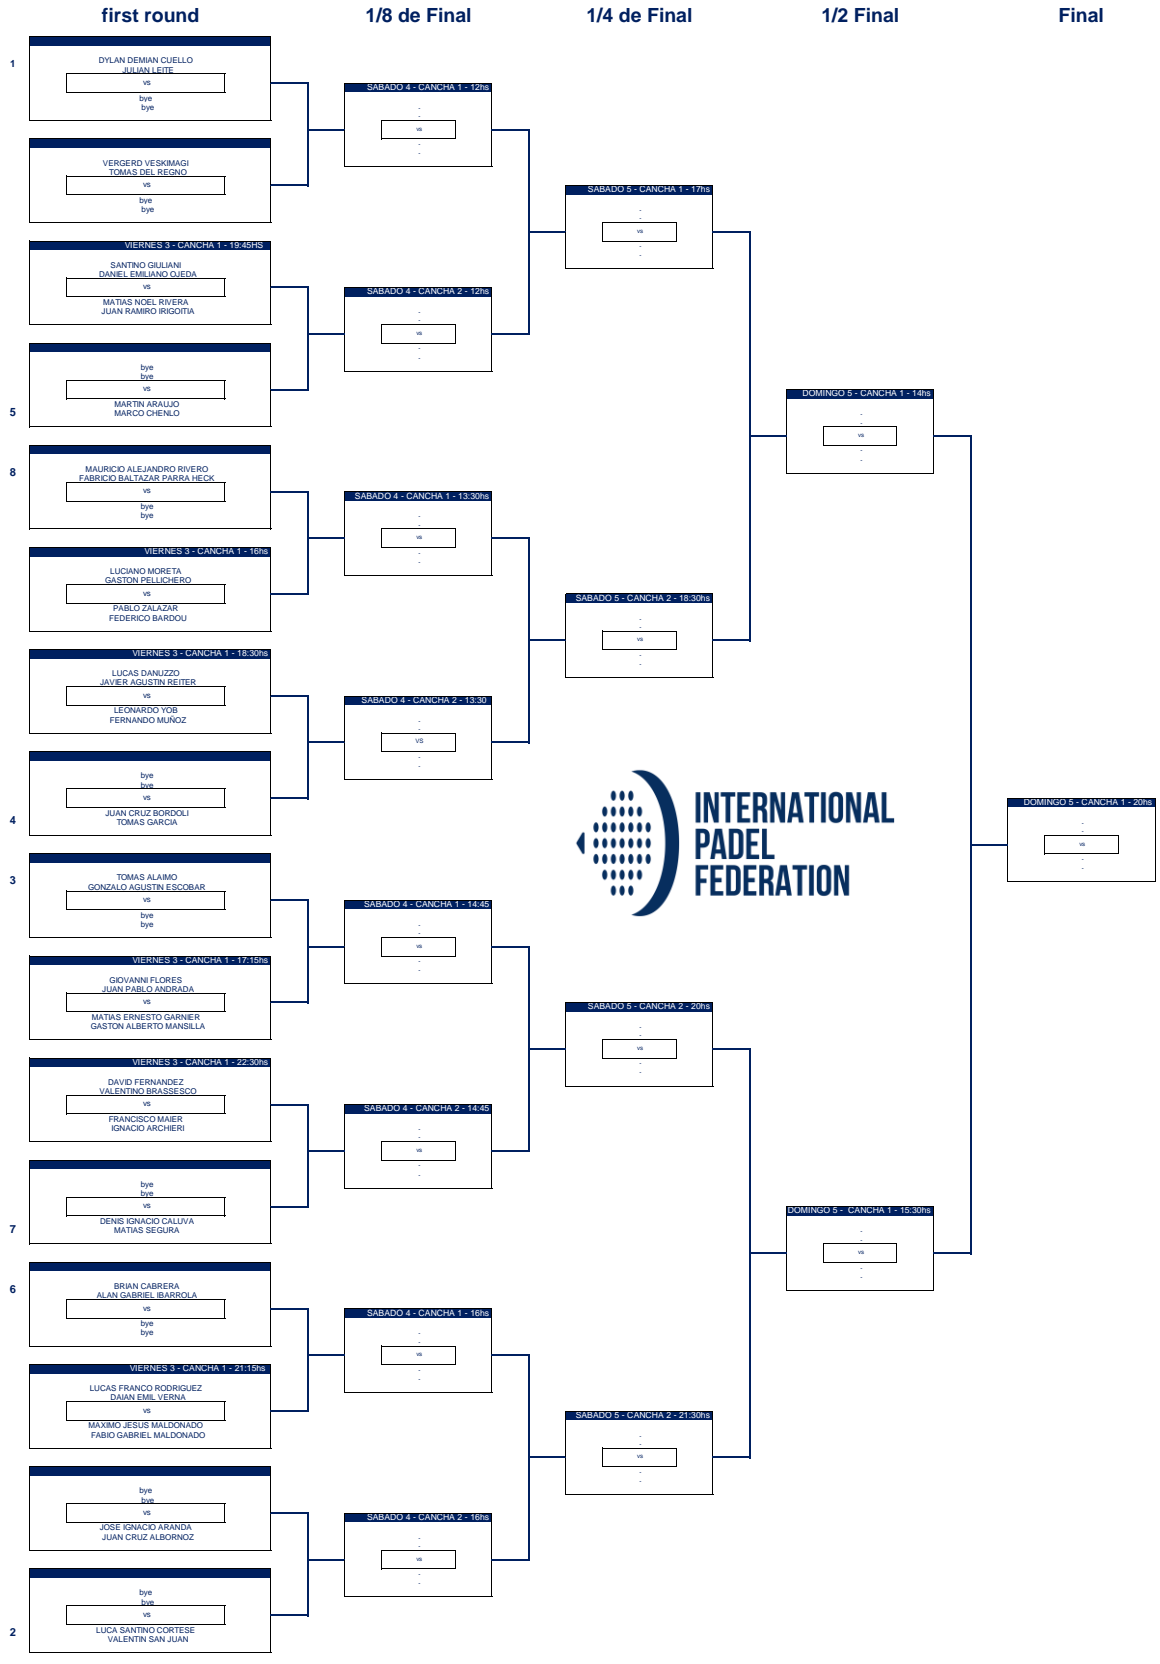 first round
1/8 de Final
1/4 de Final
1/2 Final
Final
1
DYLAN DEMIAN CUELLO
JULIAN LEITE
vs
bye
bye
VERGERD VESKIMAGI
TOMAS DEL REGNO
vs
bye
bye
VIERNES 3 - CANCHA 1 - 19:45HS
SANTINO GIULIANI
DANIEL EMILIANO OJEDA
vs
MATIAS NOEL RIVERA
JUAN RAMIRO IRIGOITIA
bye
bye
vs
MARTIN ARAUJO
MARCO CHENLO
5
8
MAURICIO ALEJANDRO RIVERO
FABRICIO BALTAZAR PARRA HECK
vs
bye
bye
VIERNES 3 - CANCHA 1 - 16hs
LUCIANO MORETA
GASTON PELLICHERO
vs
PABLO ZALAZAR
FEDERICO BARDOU
VIERNES 3 - CANCHA 1 - 18:30hs
LUCAS DANUZZO
JAVIER AGUSTIN REITER
vs
LEONARDO YOB
FERNANDO MUÑOZ
bye
bye
vs
JUAN CRUZ BORDOLI
TOMAS GARCIA
4
3
TOMAS ALAIMO
GONZALO AGUSTIN ESCOBAR
vs
bye
bye
VIERNES 3 - CANCHA 1 - 17:15hs
GIOVANNI FLORES
JUAN PABLO ANDRADA
vs
MATIAS ERNESTO GARNIER
GASTON ALBERTO MANSILLA
VIERNES 3 - CANCHA 1 - 22:30hs
DAVID FERNANDEZ
VALENTINO BRASSESCO
vs
FRANCISCO MAIER
IGNACIO ARCHIERI
bye
bye
vs
DENIS IGNACIO CALUVA
MATIAS SEGURA
7
6
BRIAN CABRERA
ALAN GABRIEL IBARROLA
vs
bye
bye
VIERNES 3 - CANCHA 1 - 21:15hs
LUCAS FRANCO RODRIGUEZ
DAIAN EMIL VERNA
vs
MAXIMO JESUS MALDONADO
FABIO GABRIEL MALDONADO
bye
bye
vs
JOSE IGNACIO ARANDA
JUAN CRUZ ALBORNOZ
bye
bye
vs
LUCA SANTINO CORTESE
VALENTIN SAN JUAN
2
SABADO 4 - CANCHA 1 - 12hs
-
-
vs
-
-
SABADO 4 - CANCHA 2 - 12hs
-
-
vs
-
-
SABADO 4 - CANCHA 1 - 13:30hs
-
-
vs
-
-
SABADO 4 - CANCHA 2 - 13:30
-
-
VS
-
-
SABADO 4 - CANCHA 1 - 14:45
-
-
vs
-
-
SABADO 4 - CANCHA 2 - 14:45
-
-
vs
-
-
SABADO 4 - CANCHA 1 - 16hs
-
-
vs
-
-
SABADO 4 - CANCHA 2 - 16hs
-
-
vs
-
-
SABADO 5 - CANCHA 1 - 17hs
-
-
vs
-
-
SABADO 5 - CANCHA 2 - 18:30hs
-
-
vs
-
-
SABADO 5 - CANCHA 2 - 20hs
-
-
vs
-
-
SABADO 5 - CANCHA 2 - 21:30hs
-
-
vs
-
-
DOMINGO 5 - CANCHA 1 - 14hs
-
-
vs
-
-
DOMINGO 5 - CANCHA 1 - 15:30hs
-
-
vs
-
-
INTERNATIONAL
PADEL
FEDERATION
DOMINGO 5 - CANCHA 1 - 20hs
-
-
vs
-
-